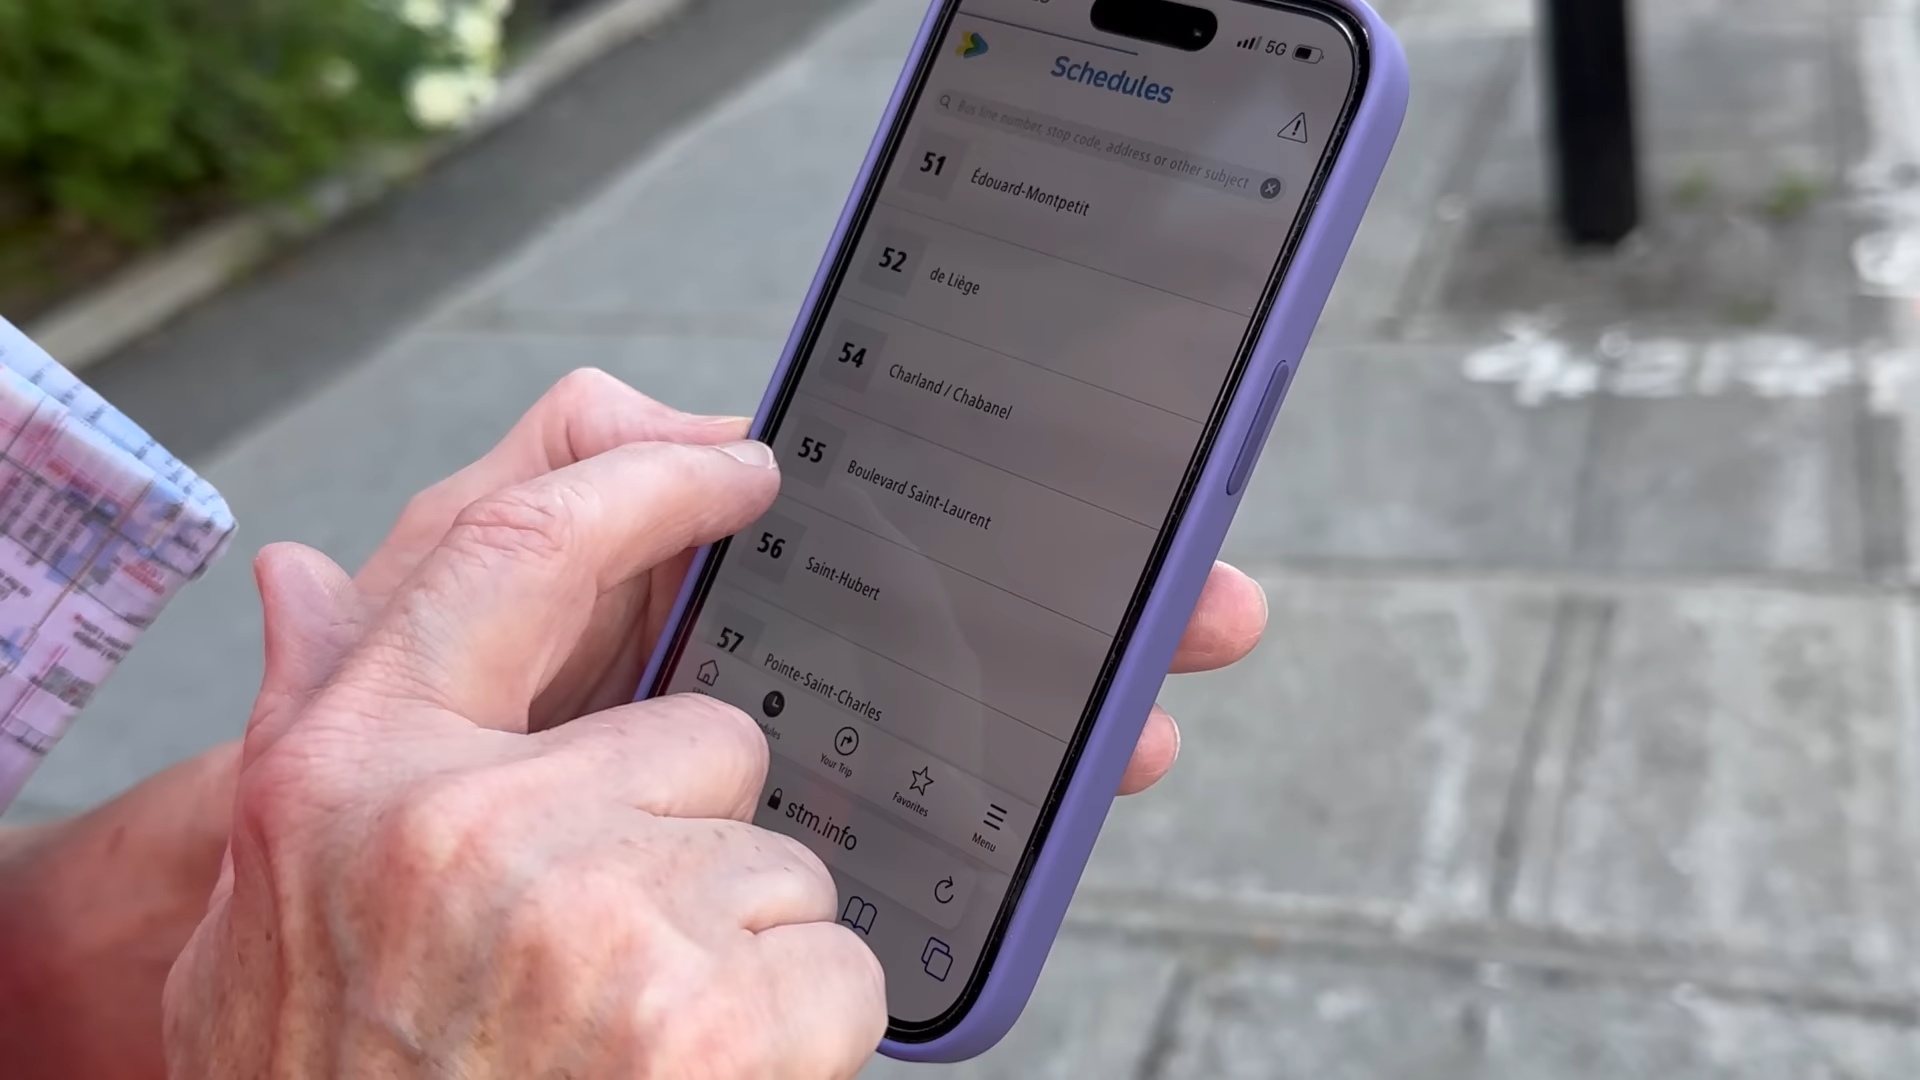 5G
Schedules
Bus line number, stop code, address or other subject
51 Édouard-Montpetit
52 de Liège
54 Charland / Chabanel
55 Boulevard Saint-Laurent
56 Saint-Hubert
57 Pointe-Saint-Charles
Your Trip
Favorites
Menu
stm.info